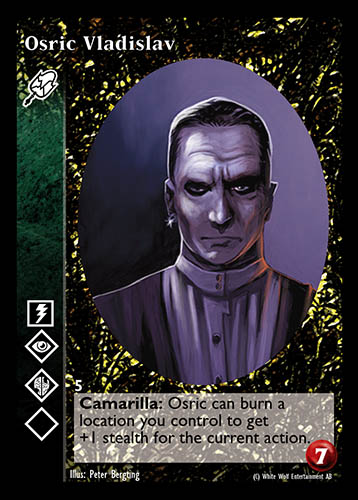 Osric Vladislav
5
Camarilla: Osric can burn a
location you control to get
+1 stealth for the current action.
7
Illus: Peter Bergting
(C) White Wolf Entertainment AB